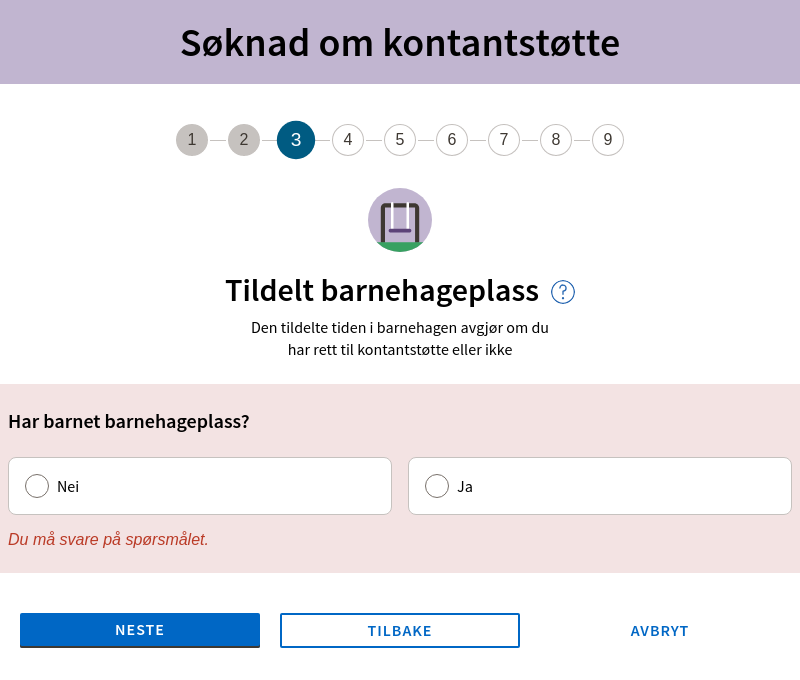 Søknad om kontantstøtte
1 2 3 4 5 6 7 8 9
Tildelt barnehageplass ?
Den tildelte tiden i barnehagen avgjør om du
har rett til kontantstøtte eller ikke
Har barnet barnehageplass?
Nei Ja
Du må svare på spørsmålet.
NESTE TILBAKE AVBRYT